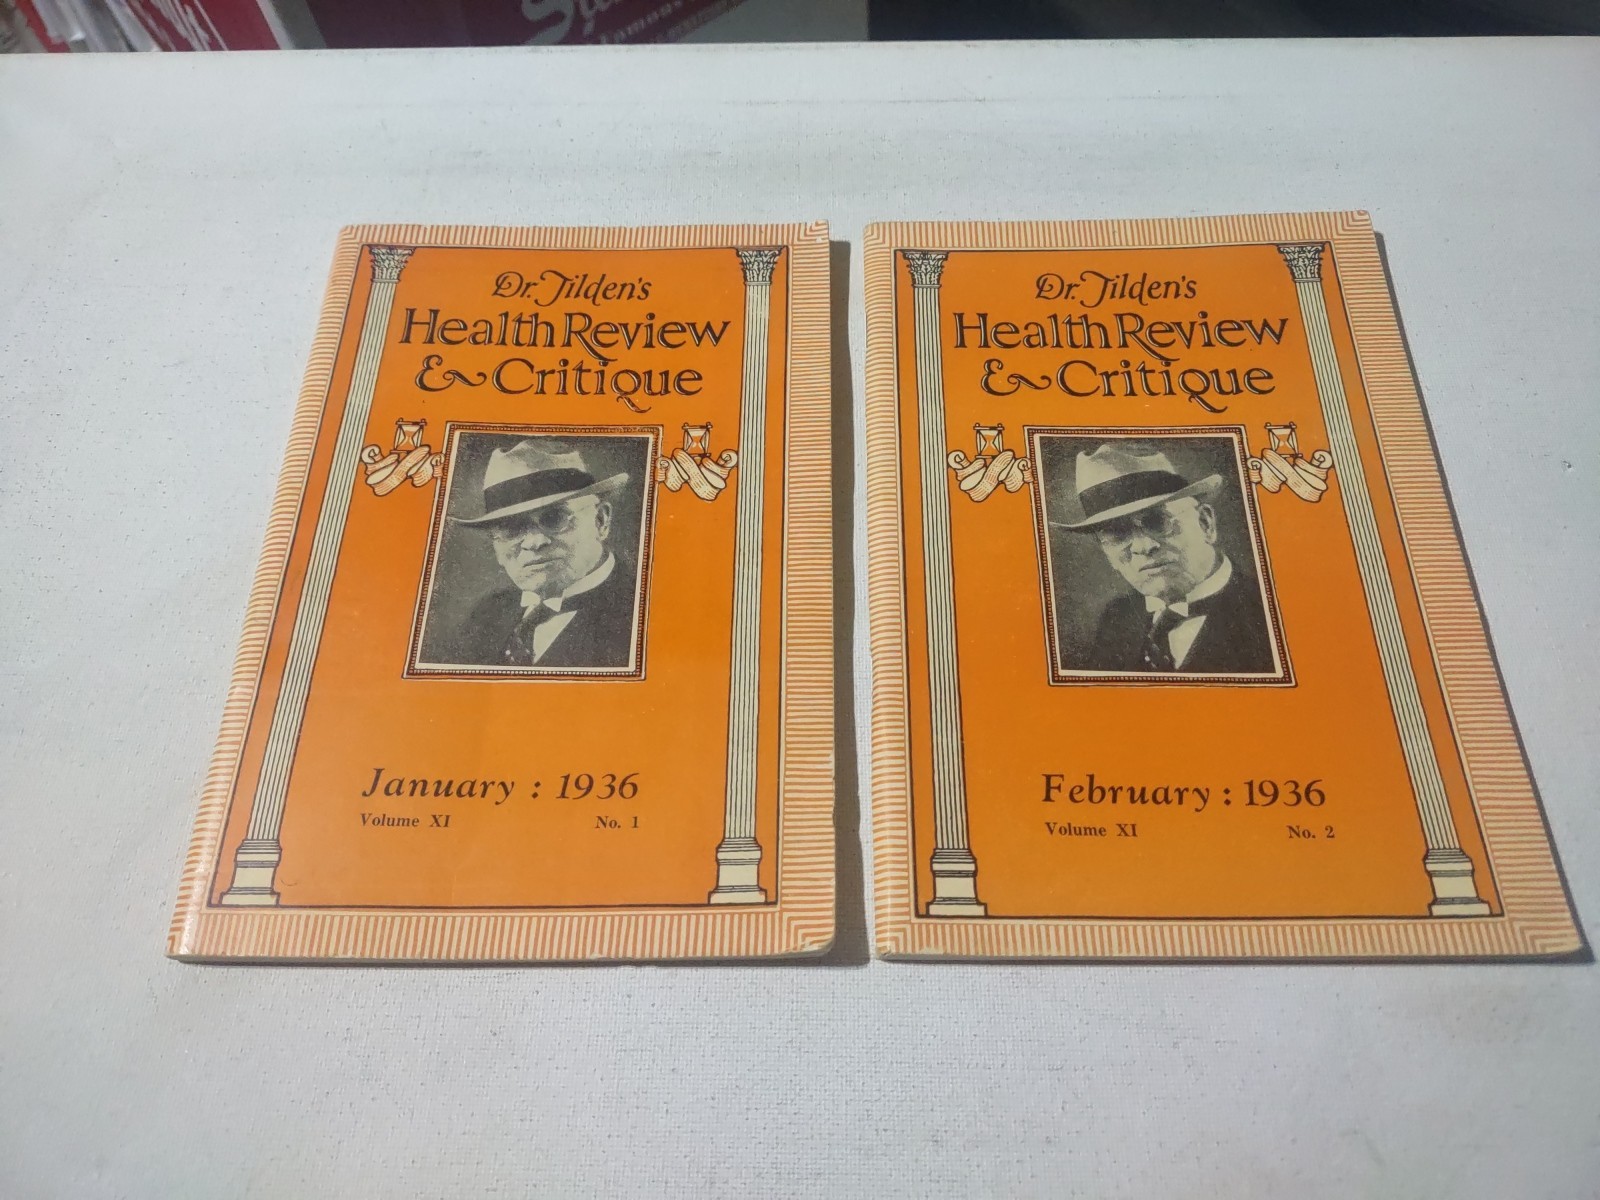 Dr. Tilden's
Health Review
& Critique
January : 1936
Volume XI No. 1
Dr. Tilden's
Health Review
& Critique
February : 1936
Volume XI No. 2